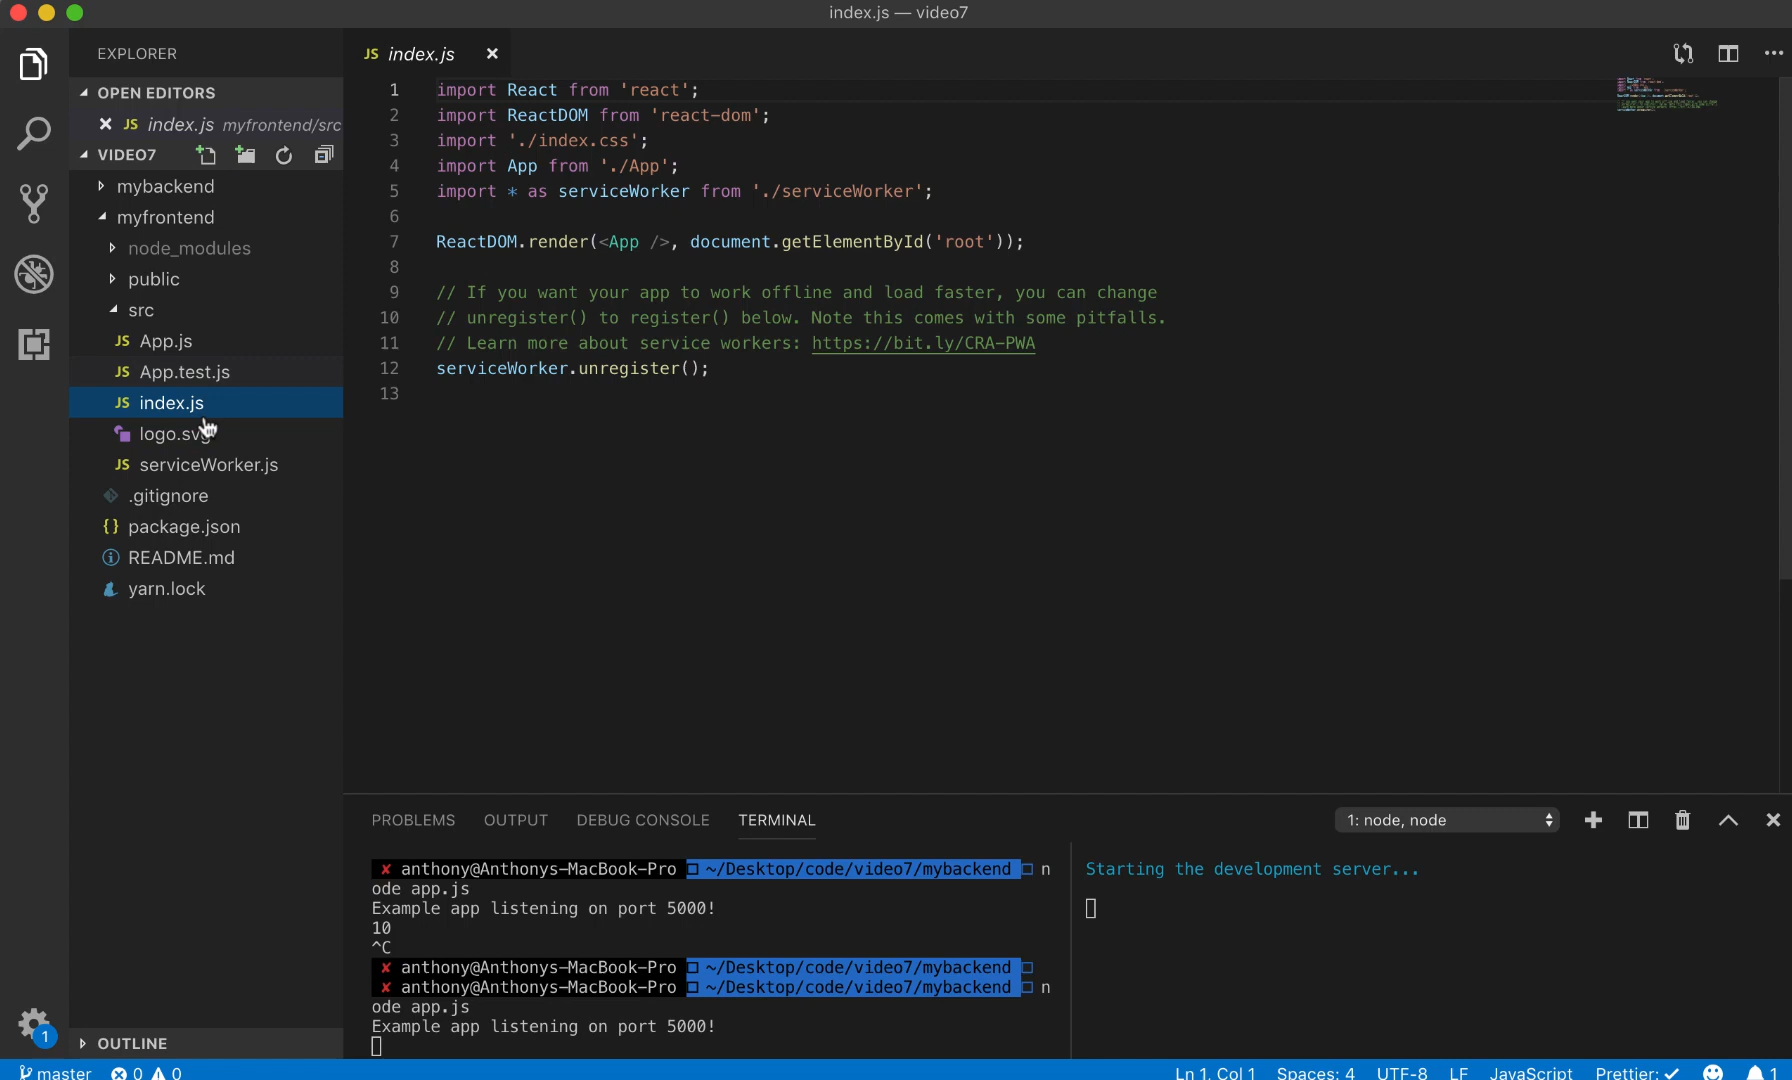 index.js — video7
EXPLORER
OPEN EDITORS
JS index.js myfrontend/src
VIDEO7
mybackend
myfrontend
node_modules
public
src
JS App.js
JS App.test.js
JS index.js
logo.svg
JS serviceWorker.js
.gitignore
{} package.json
README.md
yarn.lock
OUTLINE
JS index.js
1 import React from 'react';
2 import ReactDOM from 'react-dom';
3 import './index.css';
4 import App from './App';
5 import * as serviceWorker from './serviceWorker';
6
7 ReactDOM.render(<App />, document.getElementById('root'));
8
9 // If you want your app to work offline and load faster, you can change
10 // unregister() to register() below. Note this comes with some pitfalls.
11 // Learn more about service workers: https://bit.ly/CRA-PWA
12 serviceWorker.unregister();
13
PROBLEMS OUTPUT DEBUG CONSOLE TERMINAL 1: node, node
✘ anthony@Anthonys-MacBook-Pro ~/Desktop/code/video7/mybackend n
ode app.js
Example app listening on port 5000!
10
^C
✘ anthony@Anthonys-MacBook-Pro ~/Desktop/code/video7/mybackend
✘ anthony@Anthonys-MacBook-Pro ~/Desktop/code/video7/mybackend n
ode app.js
Example app listening on port 5000!
Starting the development server...
1
master 0 0 Ln 1, Col 1 Spaces: 4 UTF-8 LF JavaScript Prettier: ✓ 1